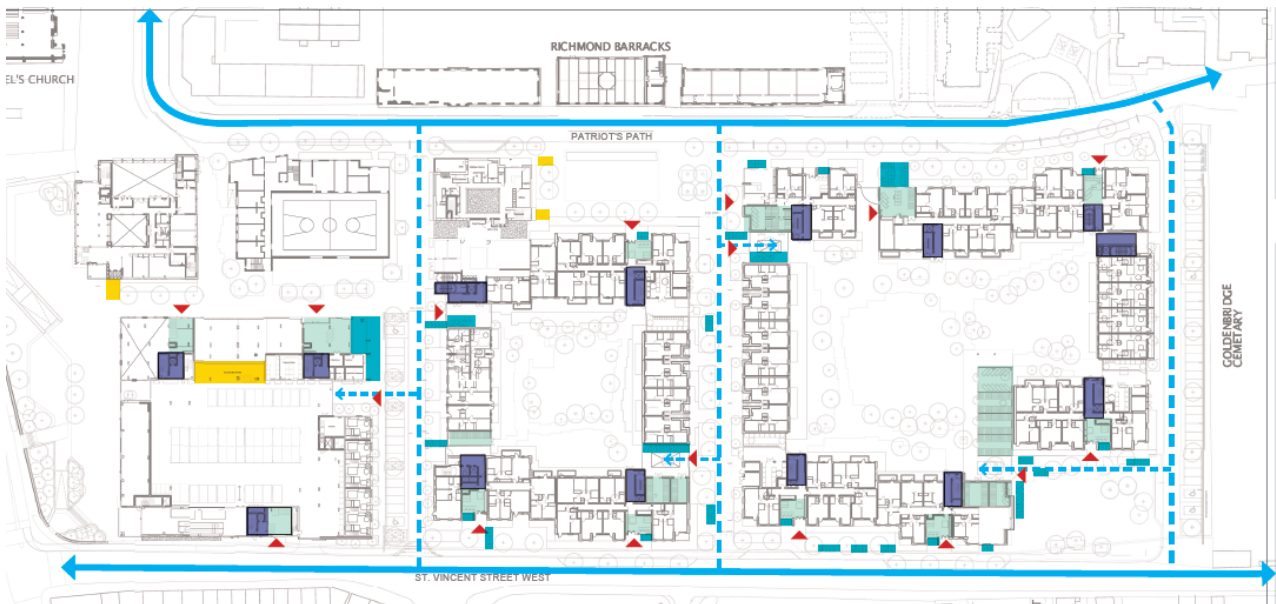 RICHMOND BARRACKS
EL'S CHURCH
PATRIOT'S PATH
GOLDENBRIDGE
CEMETARY
ST. VINCENT STREET WEST